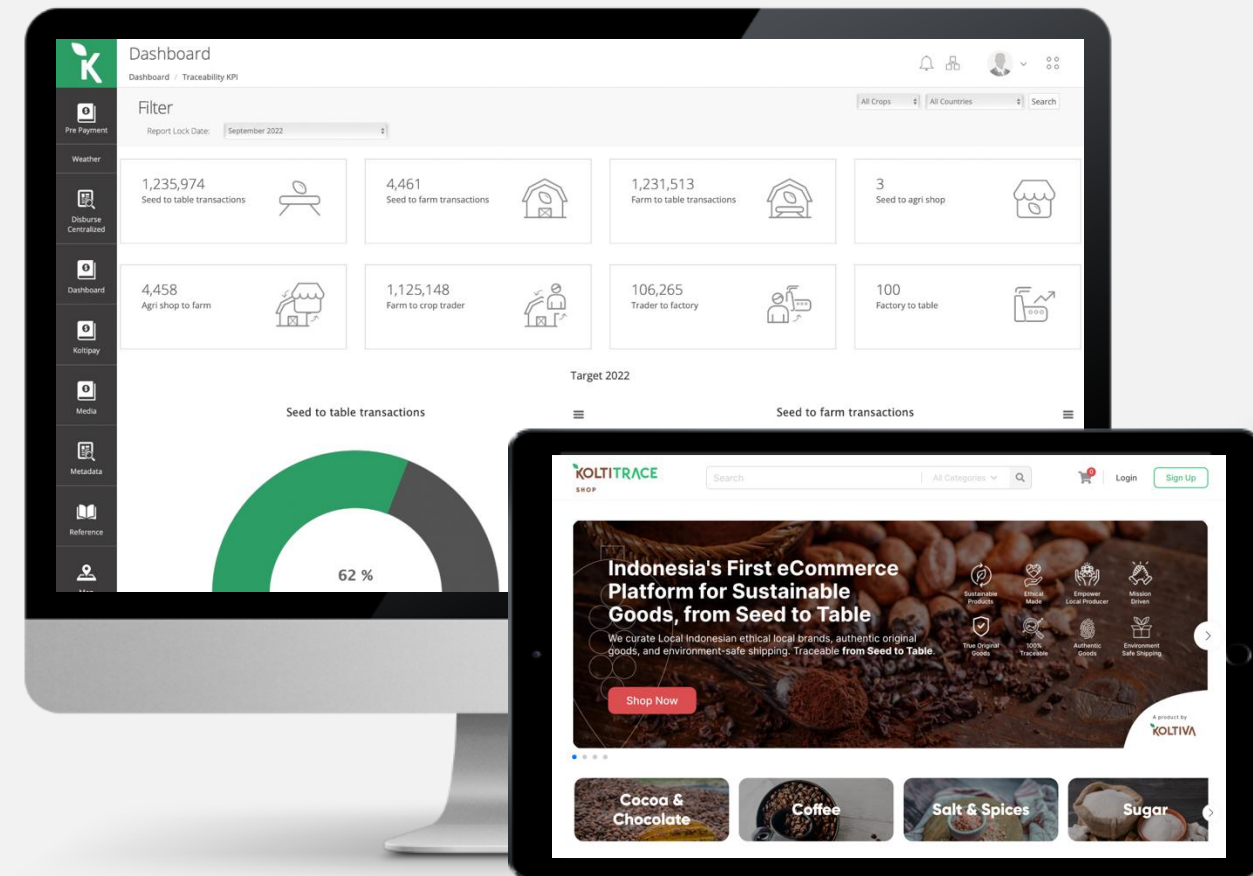 Dashboard
Dashboard / Traceability KPI
Filter
All Crops
All Countries
Search
Report Lock Date:
September 2022
Pre Payment
Weather
Disburse
Centralized
Dashboard
Koltipay
Media
Metadata
Reference
1,235,974
Seed to table transactions
4,461
Seed to farm transactions
1,231,513
Farm to table transactions
3
Seed to agri shop
4,458
Agri shop to farm
1,125,148
Farm to crop trader
106,265
Trader to factory
100
Factory to table
Target 2022
Seed to table transactions
Seed to farm transactions
62 %
KOLTITRACE
SHOP
Search
All Categories
0
Login
Sign Up
Indonesia's First eCommerce
Platform for Sustainable
Goods, from Seed to Table
We curate Local Indonesian ethical local brands, authentic original
goods, and environment-safe shipping. Traceable from Seed to Table.
Shop Now
Sustainable
Products
Ethical
Made
Empower
Local Producer
Mission
Driven
True Original
Goods
100%
Traceable
Authentic
Goods
Environment
Safe Shipping
A product by
KOLTIVA
Cocoa &
Chocolate
Coffee
Salt & Spices
Sugar